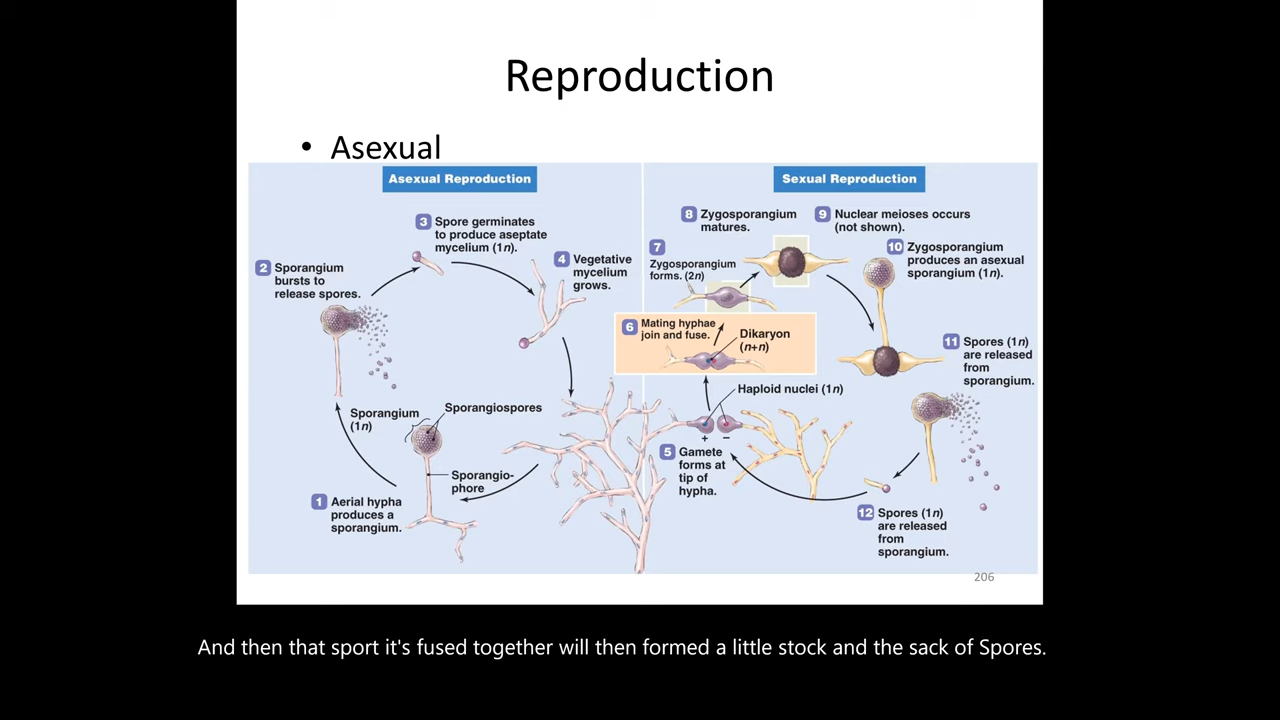 Reproduction
• Asexual
Asexual Reproduction
3 Spore germinates
to produce aseptate
mycelium (1n).
2 Sporangium
bursts to
release spores.
4 Vegetative
mycelium
grows.
Sporangium
(1n)
Sporangiospores
Sporangio-
phore
1 Aerial hypha
produces a
sporangium.
Sexual Reproduction
8 Zygosporangium
matures.
9 Nuclear meioses occurs
(not shown).
7
Zygosporangium
forms. (2n)
10 Zygosporangium
produces an asexual
sporangium (1n).
6 Mating hyphae
join and fuse.
Dikaryon
(n+n)
11 Spores (1n)
are released
from
sporangium.
Haploid nuclei (1n)
+ −
5 Gamete
forms at
tip of
hypha.
12 Spores (1n)
are released
from
sporangium.
206
And then that sport it's fused together will then formed a little stock and the sack of Spores.